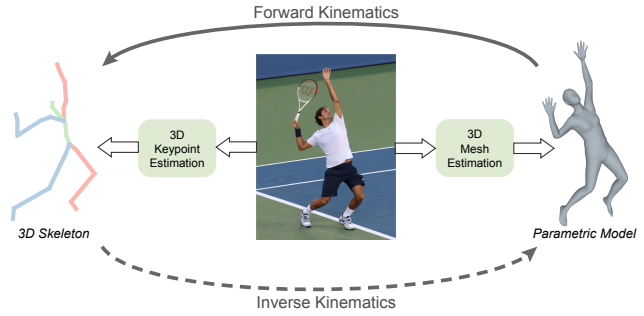 Forward Kinematics
3D
Keypoint
Estimation
3D
Mesh
Estimation
3D Skeleton
Parametric Model
Inverse Kinematics